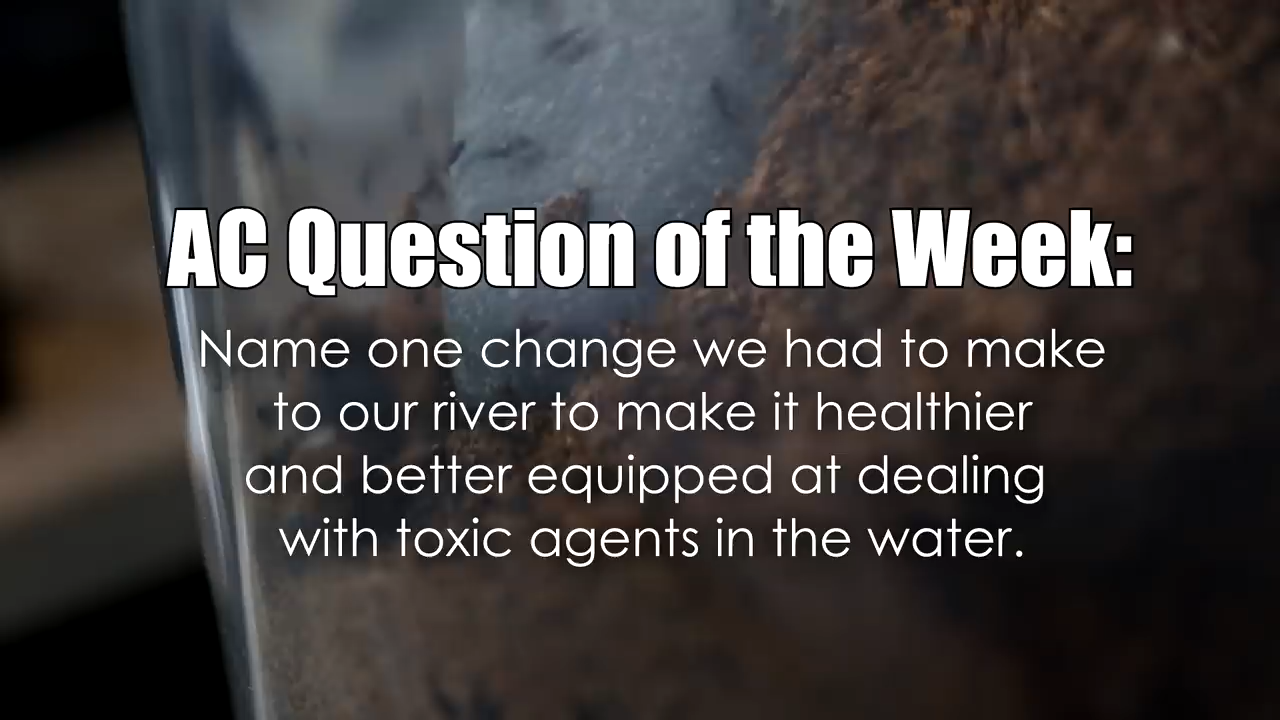 AC Question of the Week:
Name one change we had to make
to our river to make it healthier
and better equipped at dealing
with toxic agents in the water.